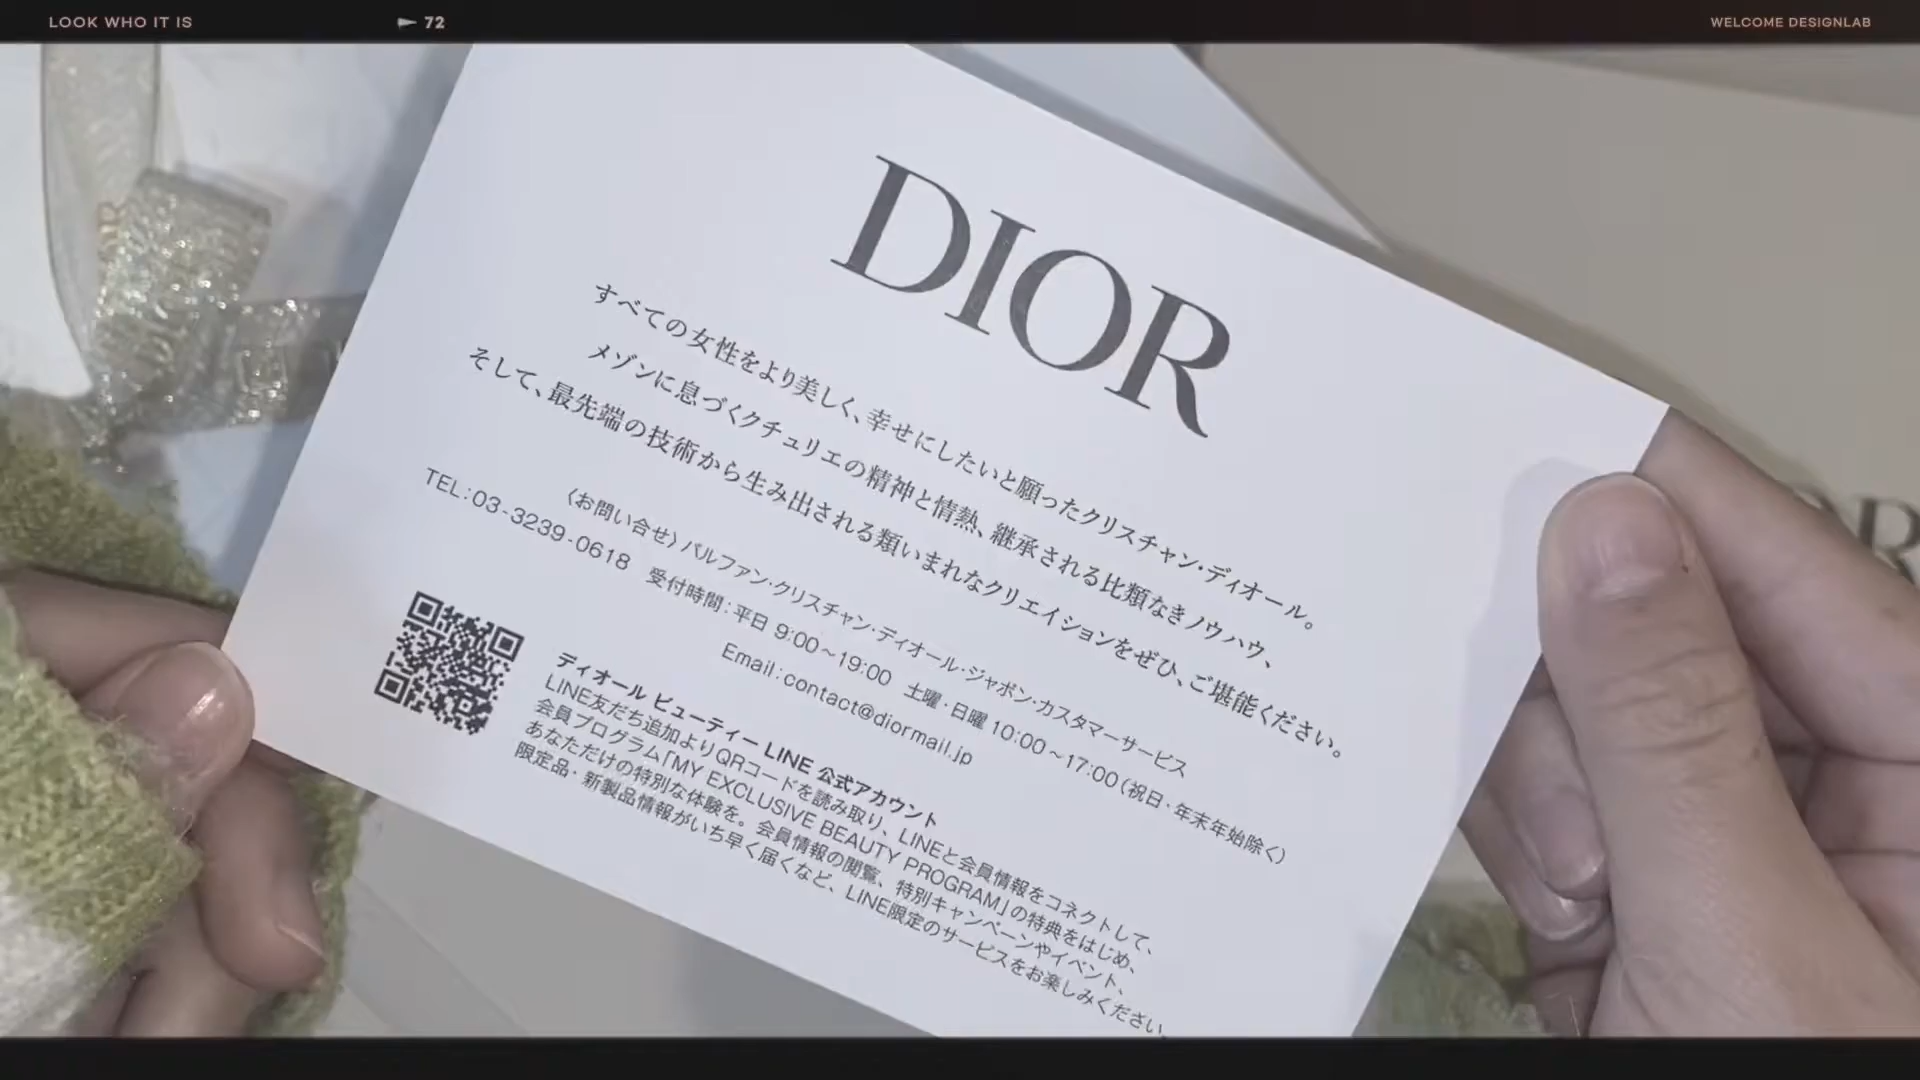 LOOK WHO IT IS
72
WELCOME DESIGNLAB
DIOR
すべての女性をより美しく、幸せにしたいと願ったクリスチャン・ディオール。
メゾンに息づくクチュリエの精神と情熱、継承される比類なきノウハウ、
そして、最先端の技術から生み出される類いまれなクリエイションをぜひ、ご堪能ください。
〈お問い合せ〉パルファン・クリスチャン・ディオール・ジャポン・カスタマーサービス
TEL:03-3239-0618 受付時間:平日 9:00~19:00 土曜・日曜 10:00~17:00(祝日・年末年始除く)
Email:contact@diormail.jp
ディオール ビューティー LINE 公式アカウント
LINE友だち追加よりQRコードを読み取り、LINEと会員情報をコネクトして、
会員プログラム「MY EXCLUSIVE BEAUTY PROGRAM」の特典をはじめ、
あなただけの特別な体験を。会員情報の閲覧、特別キャンペーンやイベント、
限定品・新製品情報がいち早く届くなど、LINE限定のサービスをお楽しみください